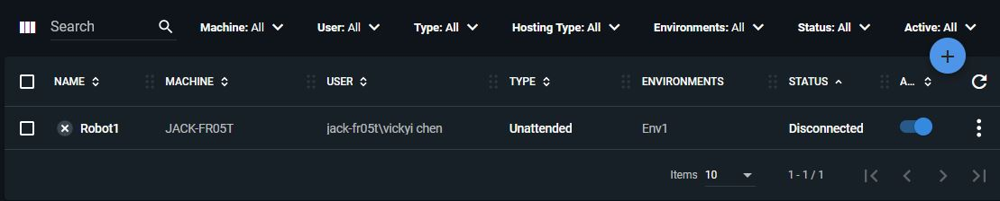 Search Machine: All User: All Type: All Hosting Type: All Environments: All Status: All Active: All
NAME MACHINE USER TYPE ENVIRONMENTS STATUS A...
Robot1 JACK-FR05T jack-fr05t\vickyi chen Unattended Env1 Disconnected
Items 10 1 - 1 / 1